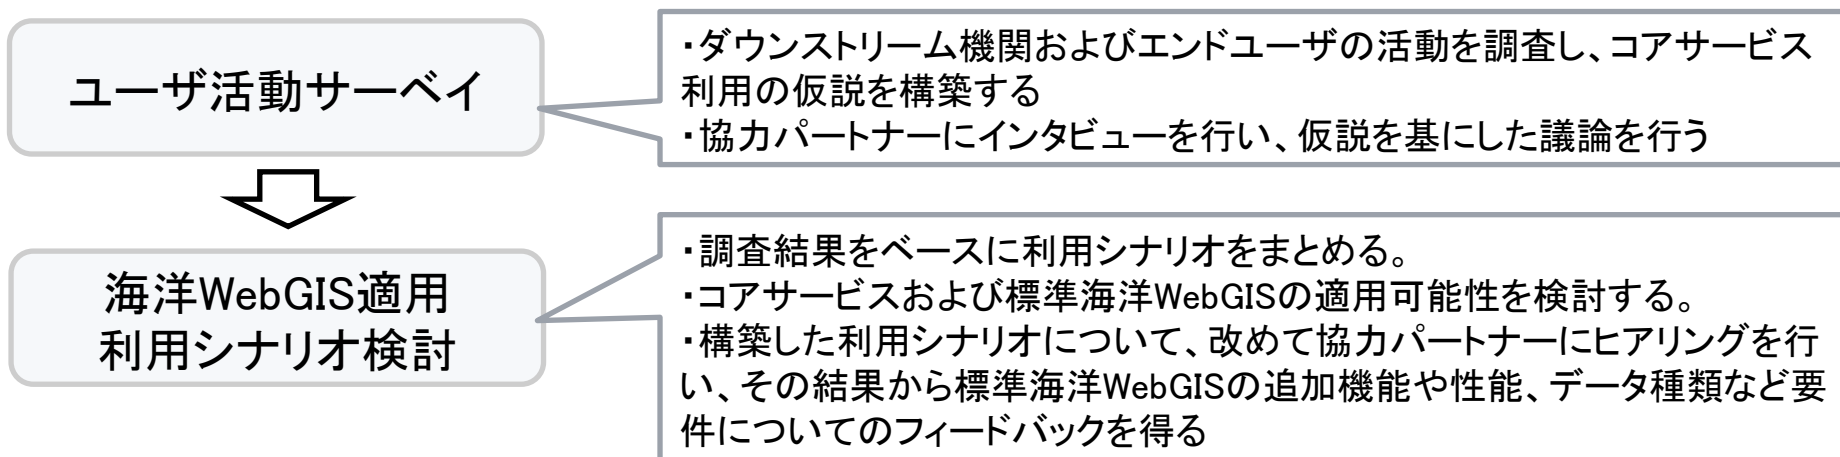 ユーザ活動サーベイ
・ダウンストリーム機関およびエンドユーザの活動を調査し、コアサービス
利用の仮説を構築する
・協力パートナーにインタビューを行い、仮説を基にした議論を行う
海洋WebGIS適用
利用シナリオ検討
・調査結果をベースに利用シナリオをまとめる。
・コアサービスおよび標準海洋WebGISの適用可能性を検討する。
・構築した利用シナリオについて、改めて協力パートナーにヒアリングを行
い、その結果から標準海洋WebGISの追加機能や性能、データ種類など要
件についてのフィードバックを得る